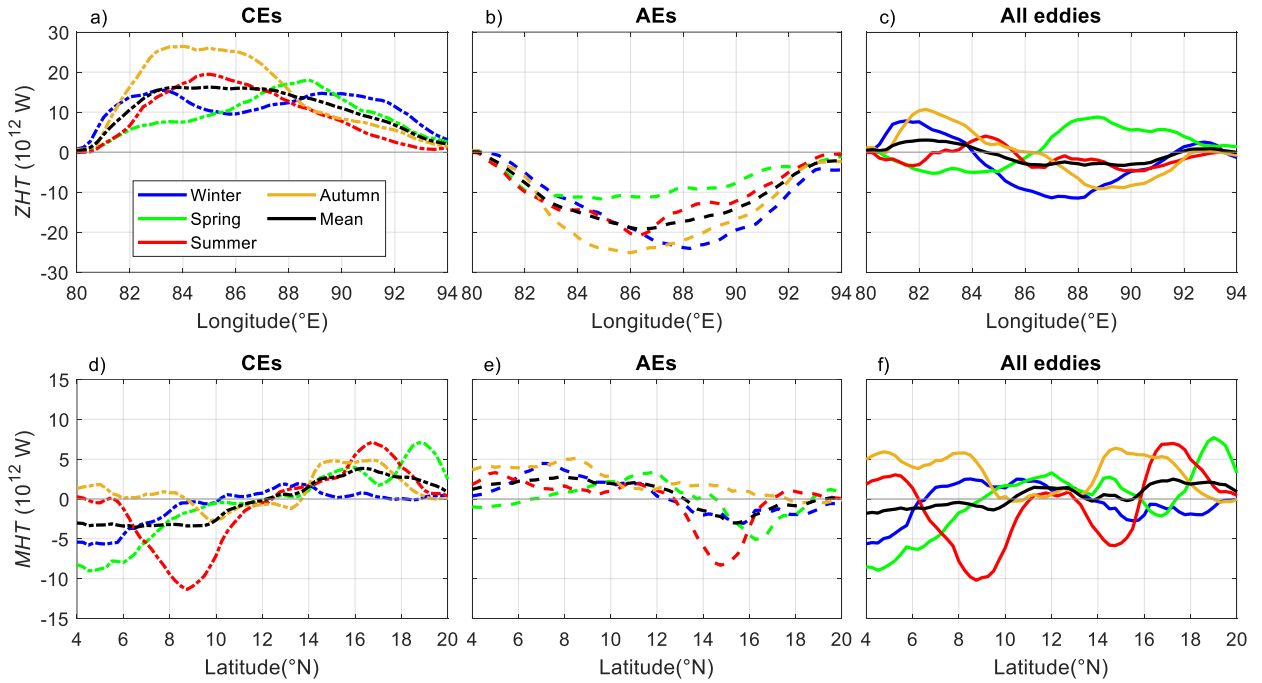 a) CEs
b) AEs
c) All eddies
ZHT (10^12 W)
30
20
10
0
-10
-20
-30
Winter
Spring
Summer
Autumn
Mean
80 82 84 86 88 90 92 94
80 82 84 86 88 90 92 94
80 82 84 86 88 90 92 94
Longitude(°E)
Longitude(°E)
Longitude(°E)
d) CEs
e) AEs
f) All eddies
MHT (10^12 W)
15
10
5
0
-5
-10
-15
4 6 8 10 12 14 16 18 20
4 6 8 10 12 14 16 18 20
4 6 8 10 12 14 16 18 20
Latitude(°N)
Latitude(°N)
Latitude(°N)